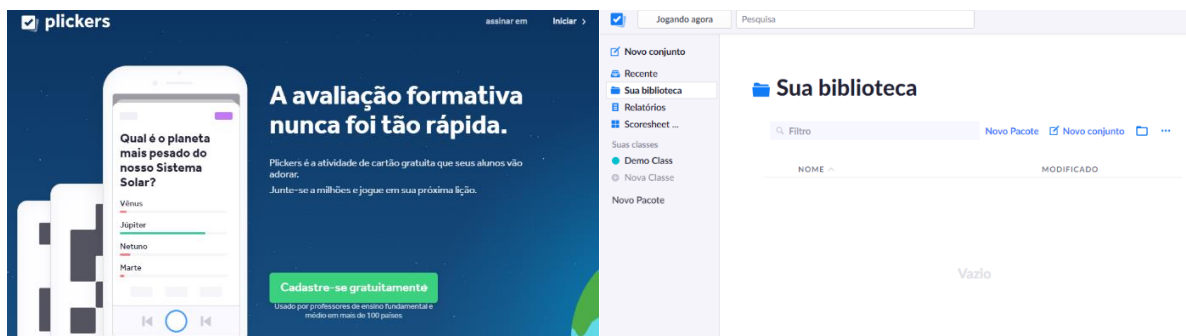 plickers
assinar em
Iniciar >
A avaliação formativa
nunca foi tão rápida.
Plickers é a atividade de cartão gratuita que seus alunos vão
adorar.
Junte-se a milhões e jogue em sua próxima lição.
Cadastre-se gratuitamente
Usado por professores de ensino fundamental e
médio em mais de 100 países
Qual é o planeta
mais pesado do
nosso Sistema
Solar?
Vênus
Júpiter
Netuno
Marte
Jogando agora
Pesquisa
Novo conjunto
Recente
Sua biblioteca
Relatórios
Scoresheet ...
Suas classes
Demo Class
Nova Classe
Novo Pacote
Sua biblioteca
Filtro
Novo Pacote
Novo conjunto
...
NOME
MODIFICADO
Vazio